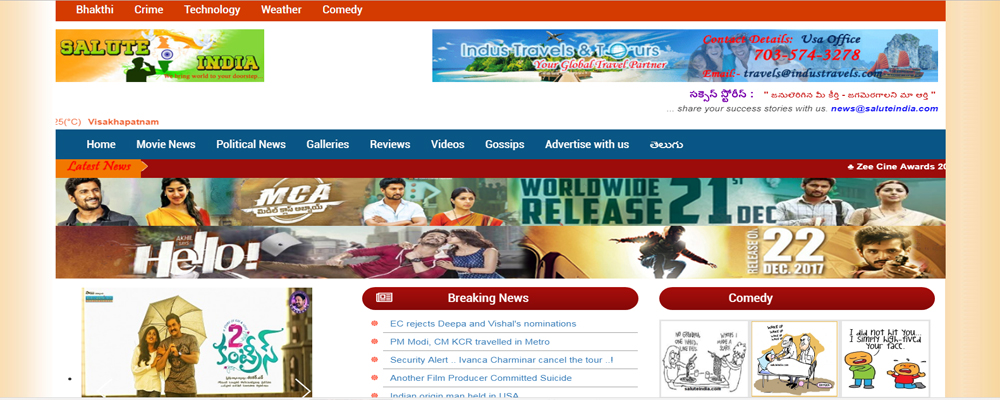 Bhakthi Crime Technology Weather Comedy
SALUTE INDIA
We bring world to your doorstep...
Indus Travels & Tours
Your Global Travel Partner
Contact Details: Usa Office
703-574-3278
Email:- travels@industravels.com
సక్సెస్ స్టోరీస్ : " జనులెరిగిన మీ కీర్తి - జగమెరగాలని మా ఆర్తి "
... share your success stories with us. news@saluteindia.com
25(°C) Visakhapatnam
Home Movie News Political News Galleries Reviews Videos Gossips Advertise with us తెలుగు
Latest News
♣ Zee Cine Awards 20
MCA
మిడిల్ క్లాస్ అబ్బాయ్
WORLDWIDE RELEASE 21ST DEC
AKHIL
Hello!
RELEASE ON 22 DEC. 2017
2 కంట్రీస్
Breaking News
EC rejects Deepa and Vishal's nominations
PM Modi, CM KCR travelled in Metro
Security Alert .. Ivanca Charminar cancel the tour ..!
Another Film Producer Committed Suicide
Indian origin man held in USA
Comedy
saluteindia.com
I did not hit you...
I simply high-fived
your face.